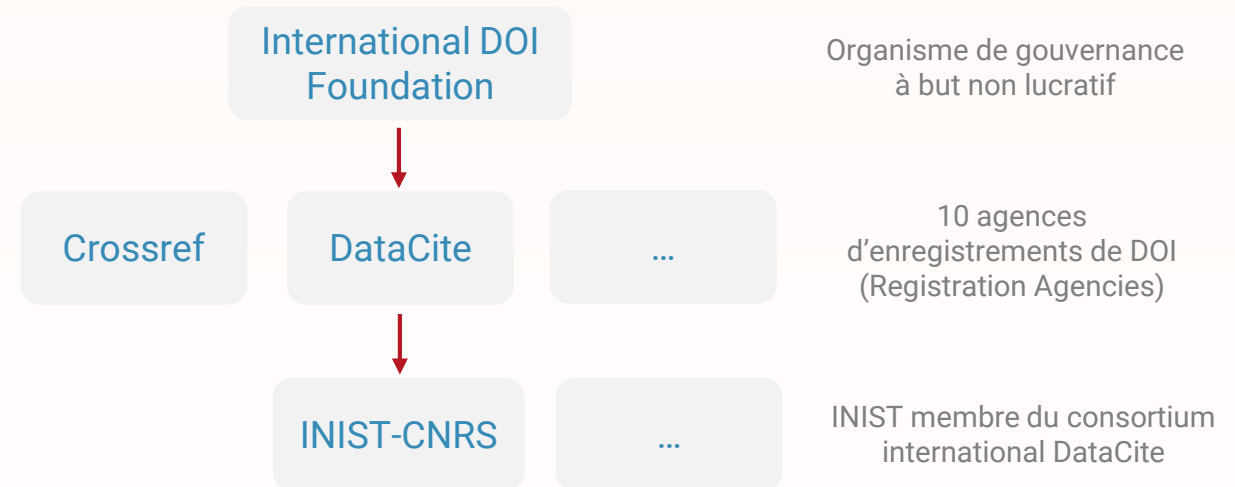 International DOI
Foundation
Organisme de gouvernance
à but non lucratif
Crossref
DataCite
...
10 agences
d'enregistrements de DOI
(Registration Agencies)
INIST-CNRS
...
INIST membre du consortium
international DataCite